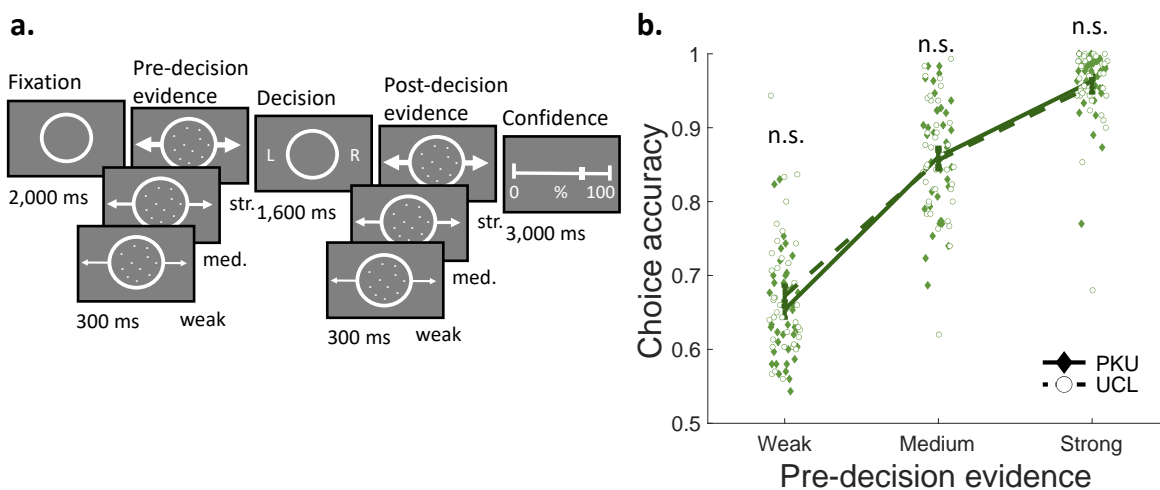 a.
Fixation
2,000 ms
Pre-decision
evidence
str.
med.
300 ms
weak
Decision
L
R
1,600 ms
Post-decision
evidence
str.
med.
300 ms
weak
Confidence
0
%
100
3,000 ms
b.
Choice accuracy
1
0.9
0.8
0.7
0.6
0.5
n.s.
n.s.
n.s.
PKU
UCL
Weak
Medium
Strong
Pre-decision evidence